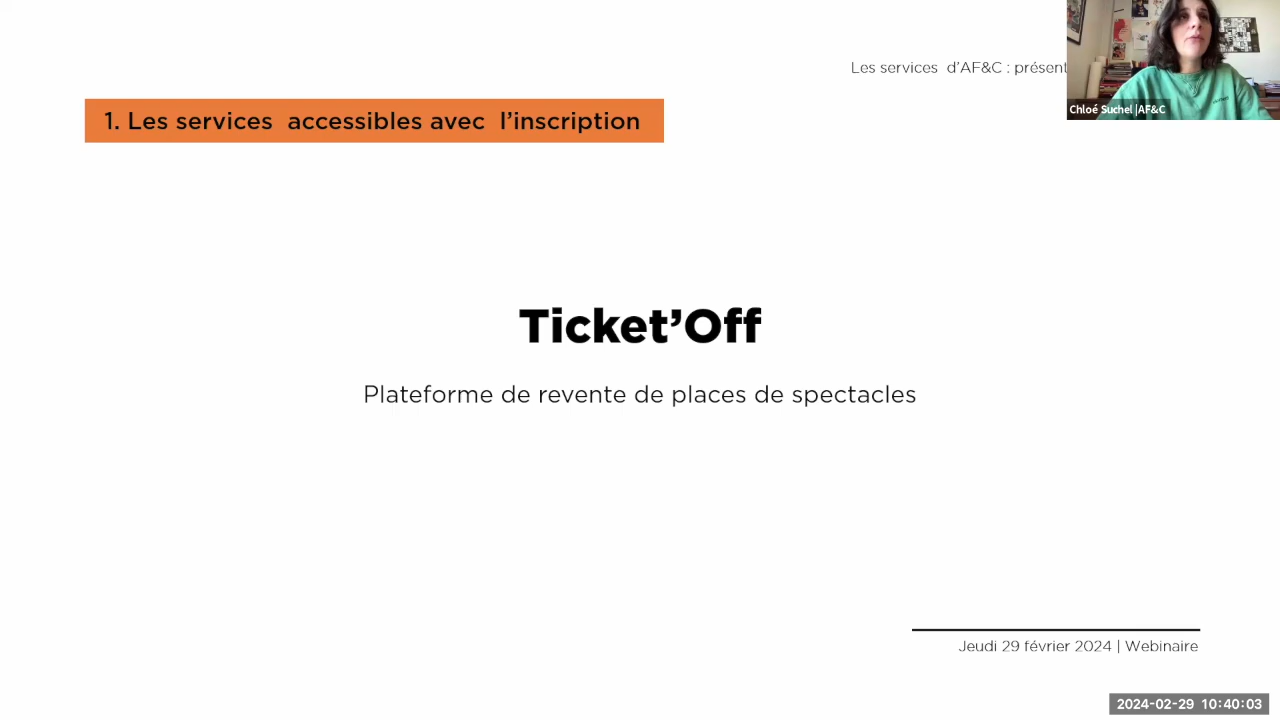 Les services d’AF&C : présent
Chloé Suchel |AF&C
1. Les services accessibles avec l’inscription
Ticket’Off
Plateforme de revente de places de spectacles
Jeudi 29 février 2024 | Webinaire
2024-02-29 10:40:03